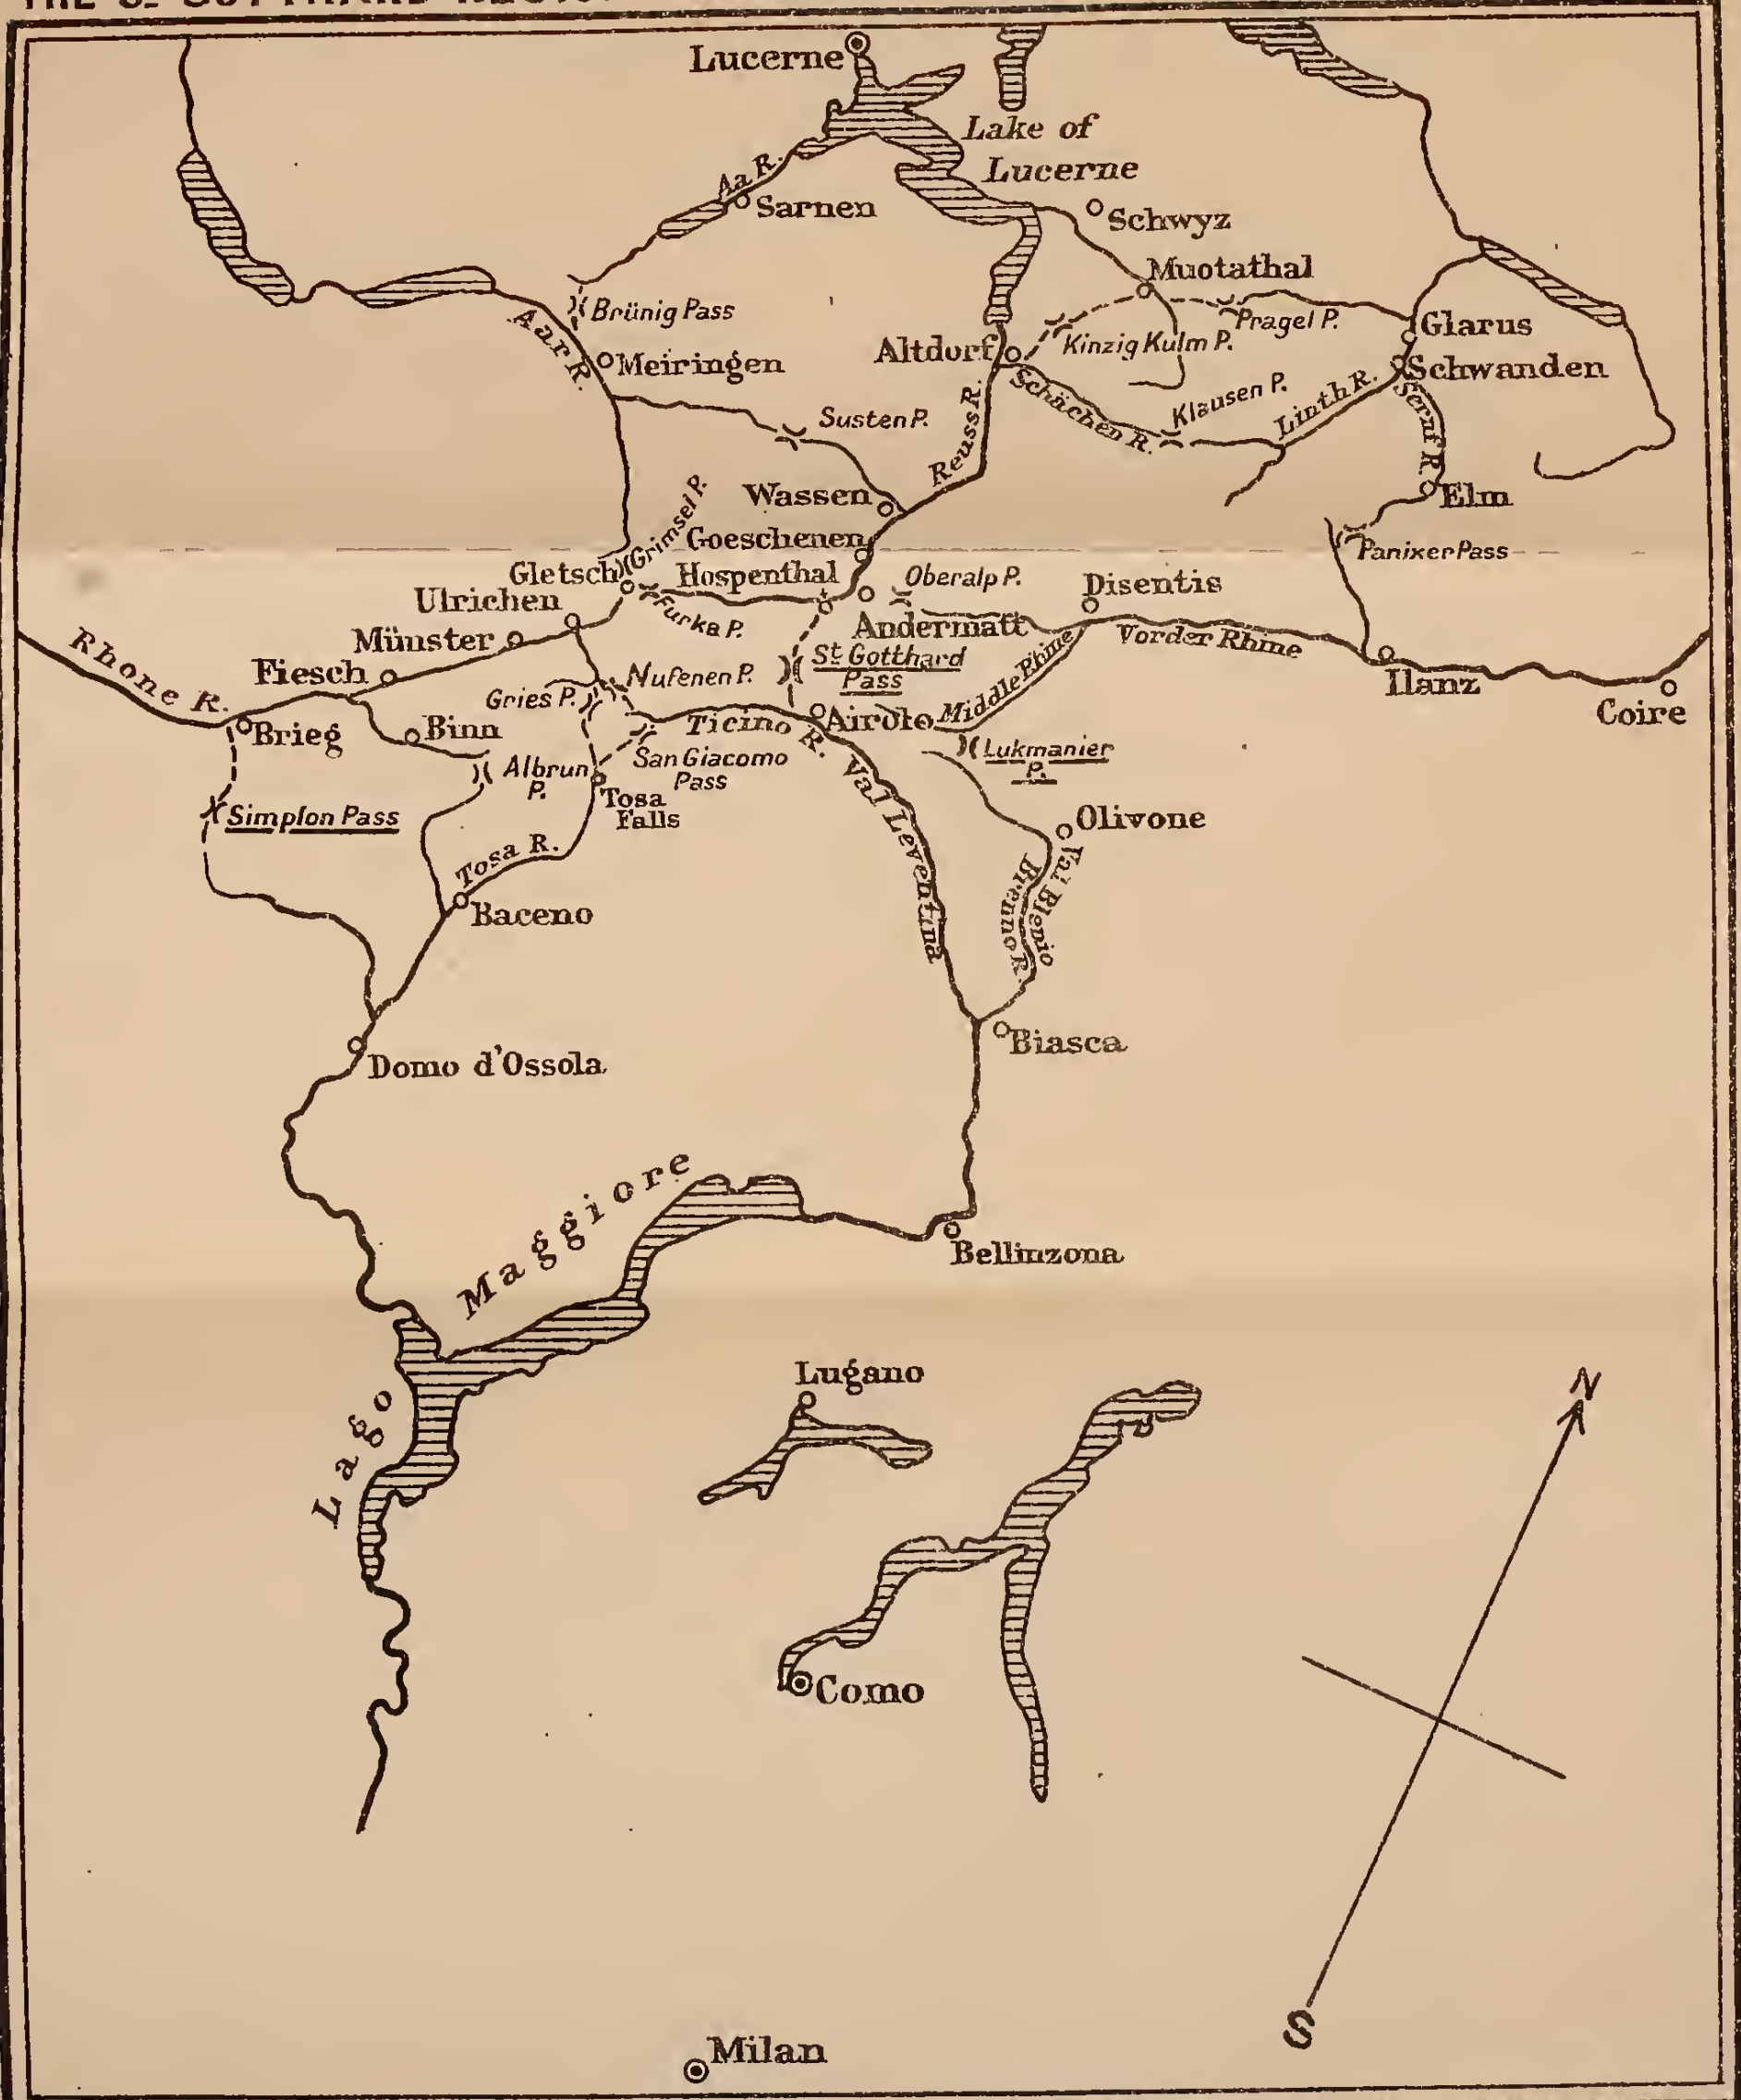 Lucerne
Lake of
Lucerne
Aa R.
Sarnen
Schwyz
Muotathal
Brünig Pass
Pragel P.
Glarus
Aar R.
Altdorf
Kinzig Kulm P.
Meiringen
Schwanden
Schächen R.
Klausen P.
Linth R.
Sernf R.
Susten P.
Reuss R.
Wassen
Elm
Grimsel P.
Goeschenen
Panixer Pass
Gletsch
Hospenthal
Oberalp P.
Disentis
Ulrichen
Furka P.
Andermatt
Vorder Rhine
Münster
Rhone R.
St Gotthard
Pass
Middle Rhine
Fiesch
Nufenen P.
Ilanz
Gries P.
Coire
Brieg
Binn
Ticino R.
Airolo
Lukmanier
P.
San Giacomo
Pass
Albrun
P.
Tosa
Falls
Simplon Pass
Val Leventina
Olivone
Tosa R.
Val Blenio
Brenno R.
Baceno
Biasca
Domo d'Ossola
Lago Maggiore
Bellinzona
Lugano
N
Como
S
Milan